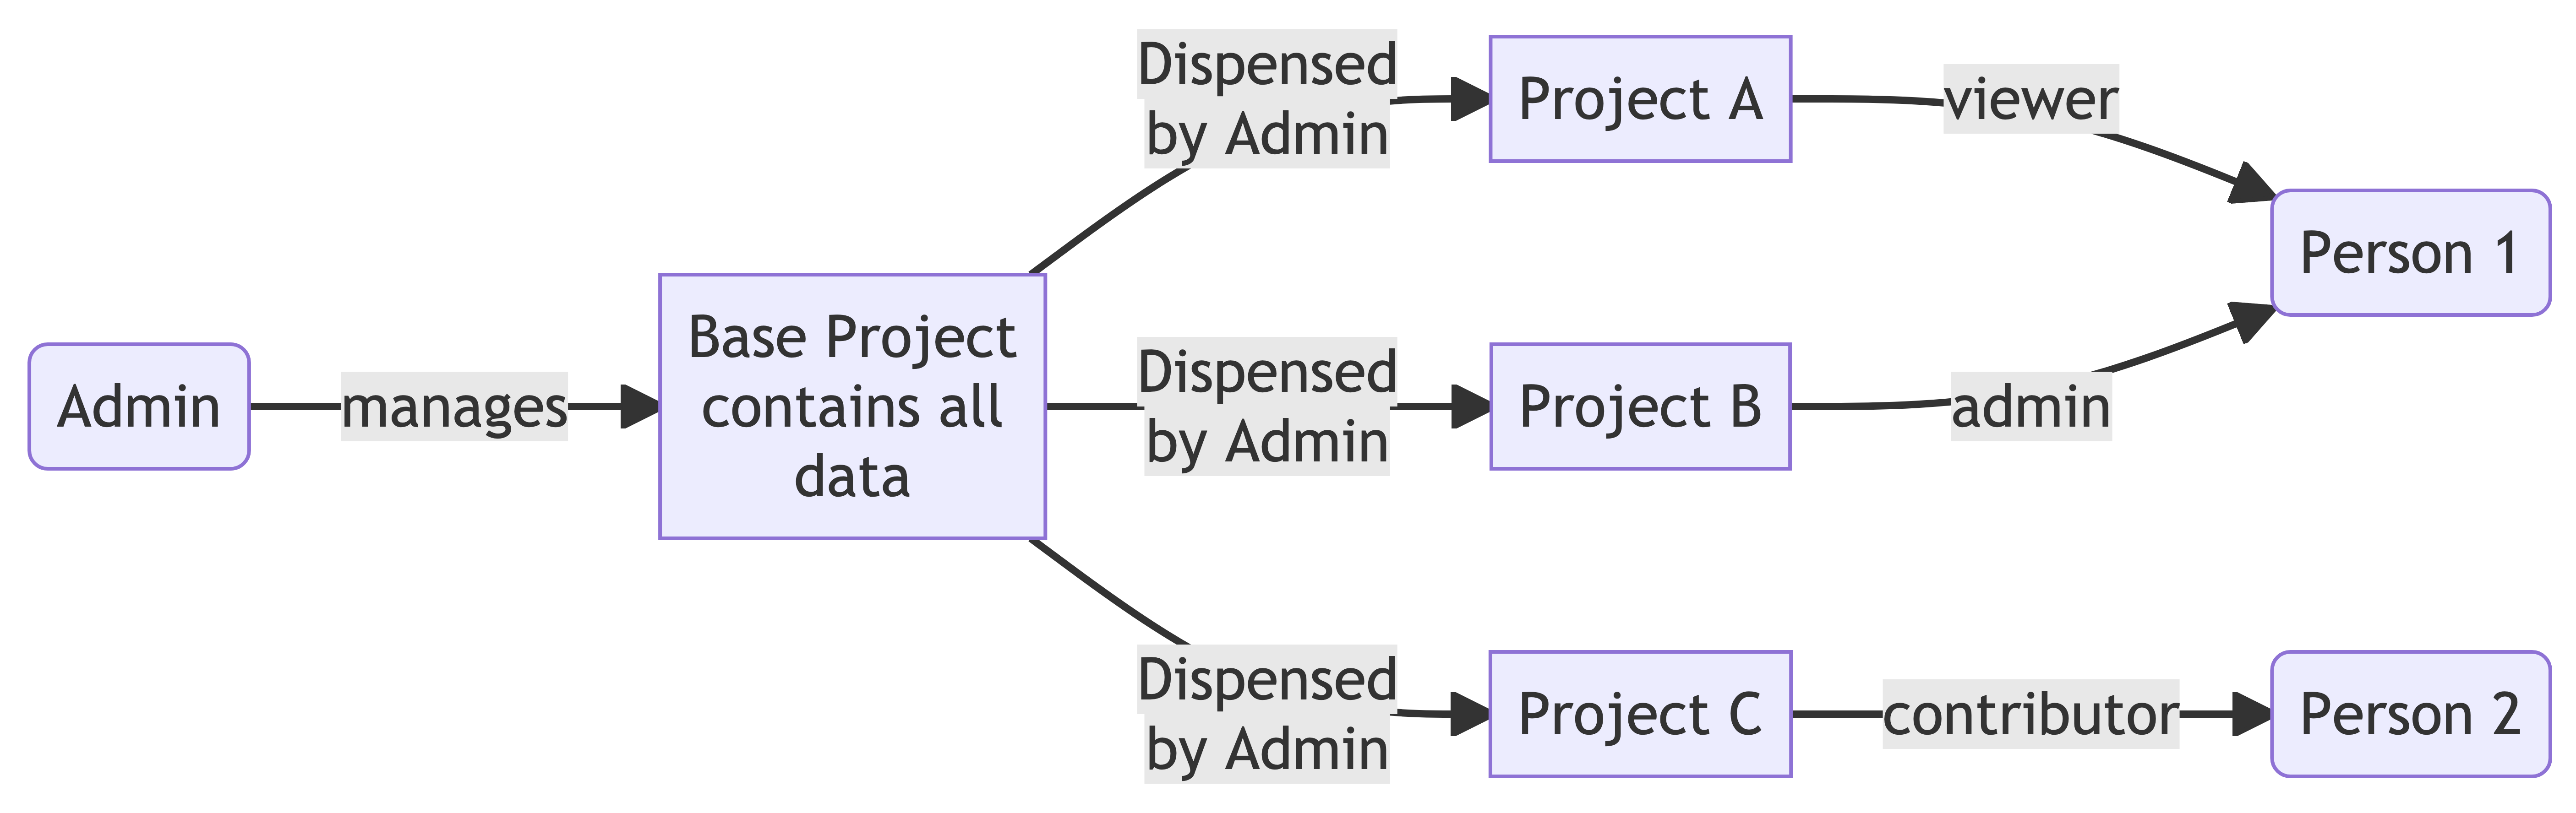 Admin
manages
Base Project
contains all
data
Dispensed
by Admin
Project A
viewer
Person 1
Dispensed
by Admin
Project B
admin
Dispensed
by Admin
Project C
contributor
Person 2